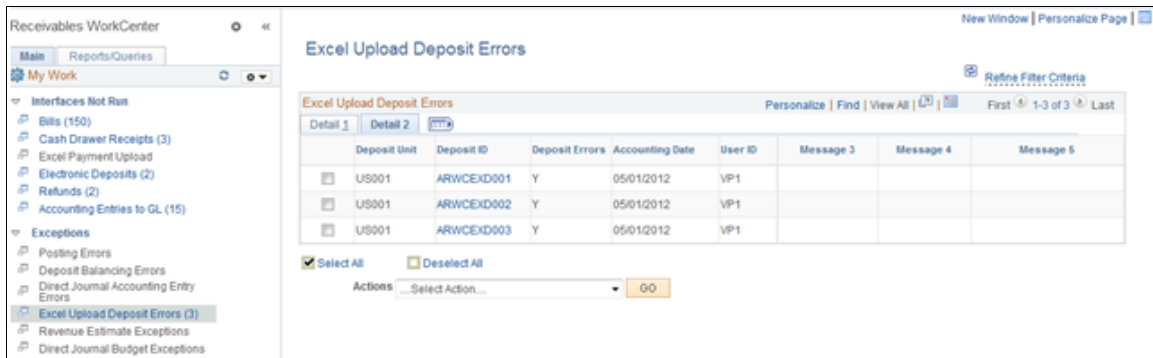 Receivables WorkCenter
Main Reports/Queries
My Work
Interfaces Not Run
Bills (150)
Cash Drawer Receipts (3)
Excel Payment Upload
Electronic Deposits (2)
Refunds (2)
Accounting Entries to GL (15)
Exceptions
Posting Errors
Deposit Balancing Errors
Direct Journal Accounting Entry
Errors
Excel Upload Deposit Errors (3)
Revenue Estimate Exceptions
Direct Journal Budget Exceptions
New Window | Personalize Page |
Excel Upload Deposit Errors
Refine Filter Criteria
Excel Upload Deposit Errors Personalize | Find | View All | | First 1-3 of 3 Last
Detail 1 Detail 2
Deposit Unit Deposit ID Deposit Errors Accounting Date User ID Message 3 Message 4 Message 5
US001 ARWCEXD001 Y 05/01/2012 VP1
US001 ARWCEXD002 Y 05/01/2012 VP1
US001 ARWCEXD003 Y 05/01/2012 VP1
Select All Deselect All
Actions ...Select Action... GO